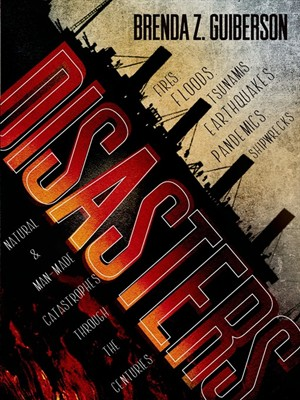 BRENDA Z. GUIBERSON
FIRES
FLOODS
TSUNAMIS
EARTHQUAKES
PANDEMICS
SHIPWRECKS
DISASTERS
NATURAL
&
MAN-MADE
CATASTROPHES
THROUGH
THE
CENTURIES